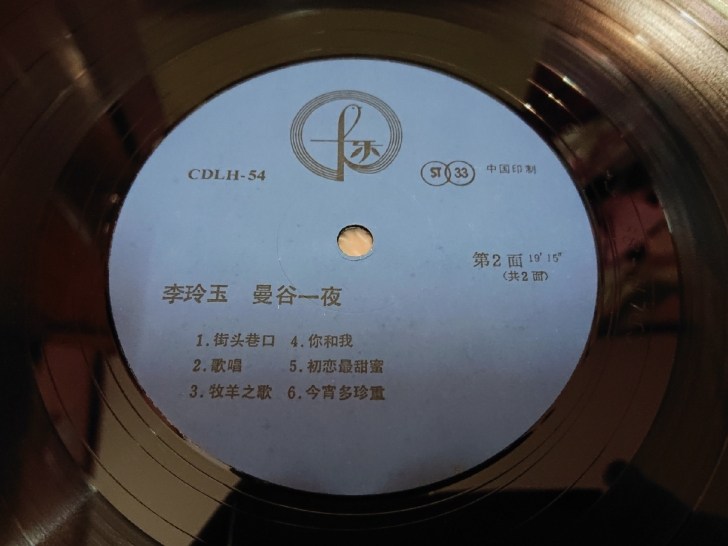 乐
CDLH-54
ST 33 中国印制
第2面 19′15″
(共2面)
李玲玉 曼谷一夜
1.街头巷口 4.你和我
2.歌唱 5.初恋最甜蜜
3.牧羊之歌 6.今宵多珍重